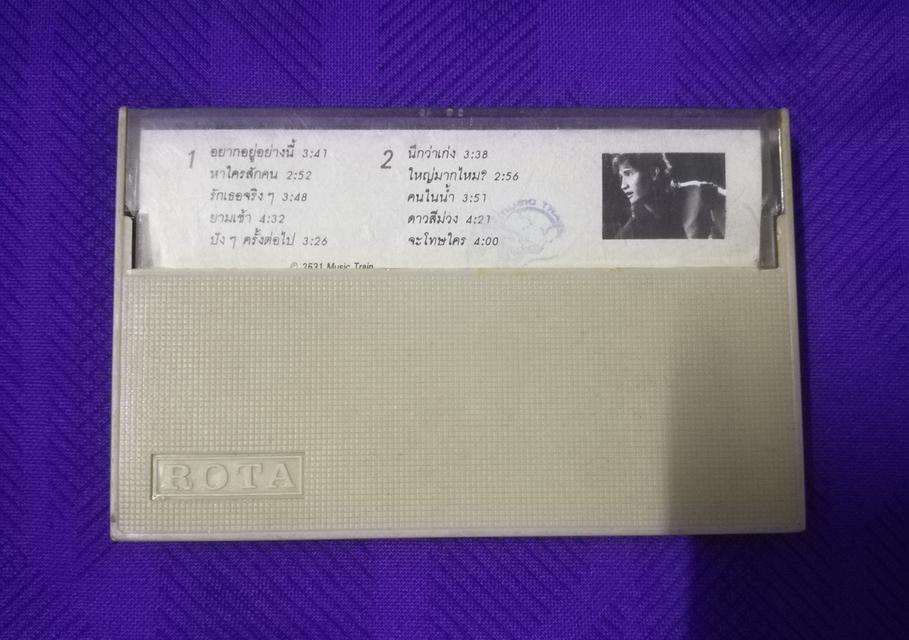 1
อยากอยู่อย่างนี้ 3:41
หาใครสักคน 2:52
รักเธอจริง ๆ 3:48
ยามเช้า 4:32
ปัง ๆ ครั้งต่อไป 3:26
2
นึกว่าเก่ง 3:38
ใหญ่มากไหม? 2:56
คนในน้ำ 3:51
ดาวสีม่วง 4:21
จะโทษใคร 4:00
© 2531 Music Train
ROTA